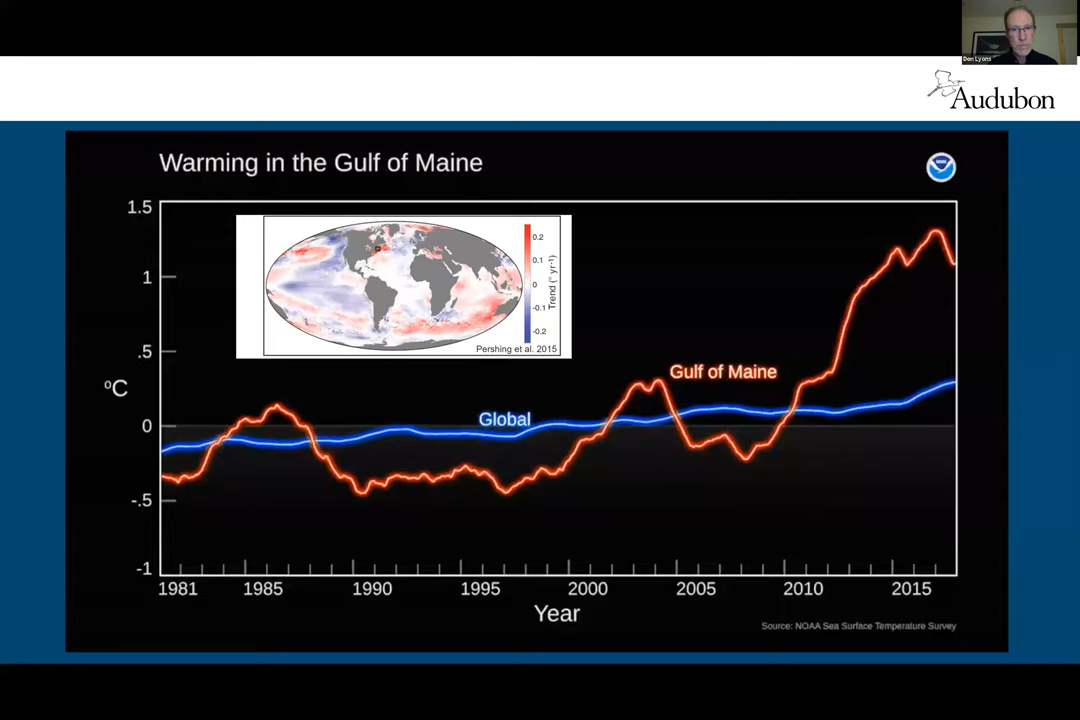 Don Lyons
Audubon
Warming in the Gulf of Maine
1.5
1
.5
0
-.5
-1
ºC
0.2
0.1
0
-0.1
-0.2
Trend (° yr-1)
Pershing et al. 2015
Gulf of Maine
Global
1981 1985 1990 1995 2000 2005 2010 2015
Year
Source: NOAA Sea Surface Temperature Survey